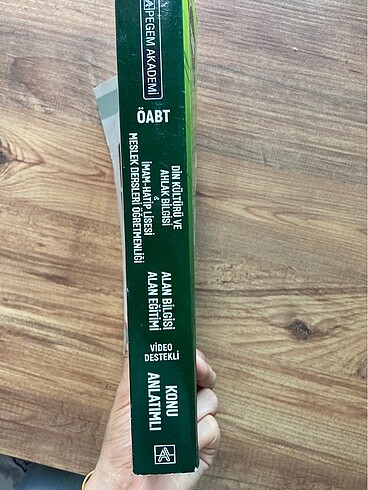 PEGEM AKADEMİ
ÖABT
DİN KÜLTÜRÜ VE
AHLAK BİLGİSİ
&
İMAM-HATİP LİSESİ
MESLEK DERSLERİ ÖĞRETMENLİĞİ
ALAN BİLGİSİ
ALAN EĞİTİMİ
VİDEO
DESTEKLİ
KONU
ANLATIMLI